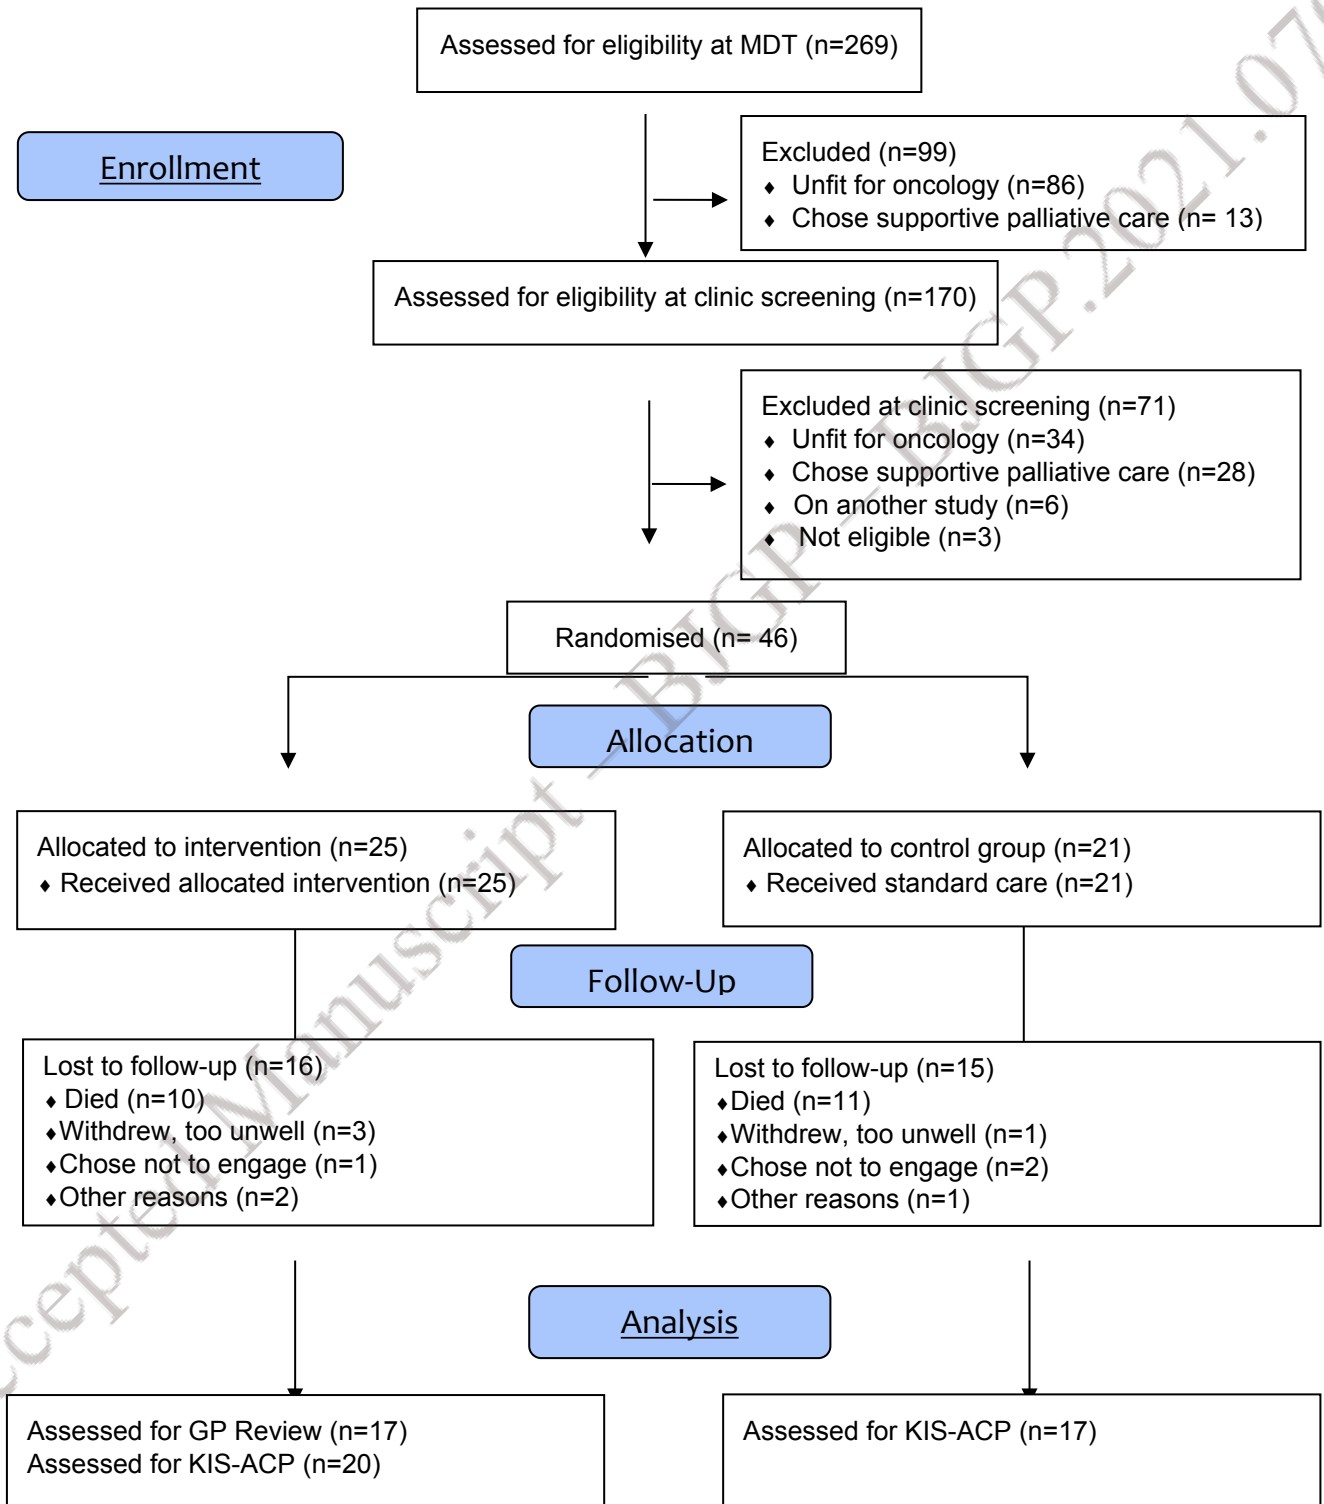 Assessed for eligibility at MDT (n=269)
Enrollment
Excluded (n=99)
♦ Unfit for oncology (n=86)
♦ Chose supportive palliative care (n= 13)
Assessed for eligibility at clinic screening (n=170)
Excluded at clinic screening (n=71)
♦ Unfit for oncology (n=34)
♦ Chose supportive palliative care (n=28)
♦ On another study (n=6)
♦ Not eligible (n=3)
Randomised (n= 46)
Allocation
Allocated to intervention (n=25)
♦ Received allocated intervention (n=25)
Allocated to control group (n=21)
♦ Received standard care (n=21)
Follow-Up
Lost to follow-up (n=16)
♦ Died (n=10)
♦Withdrew, too unwell (n=3)
♦Chose not to engage (n=1)
♦Other reasons (n=2)
Lost to follow-up (n=15)
♦Died (n=11)
♦Withdrew, too unwell (n=1)
♦Chose not to engage (n=2)
♦Other reasons (n=1)
Analysis
Assessed for GP Review (n=17)
Assessed for KIS-ACP (n=20)
Assessed for KIS-ACP (n=17)
Accepted Manuscript – BJGP – BJGP.2021.07